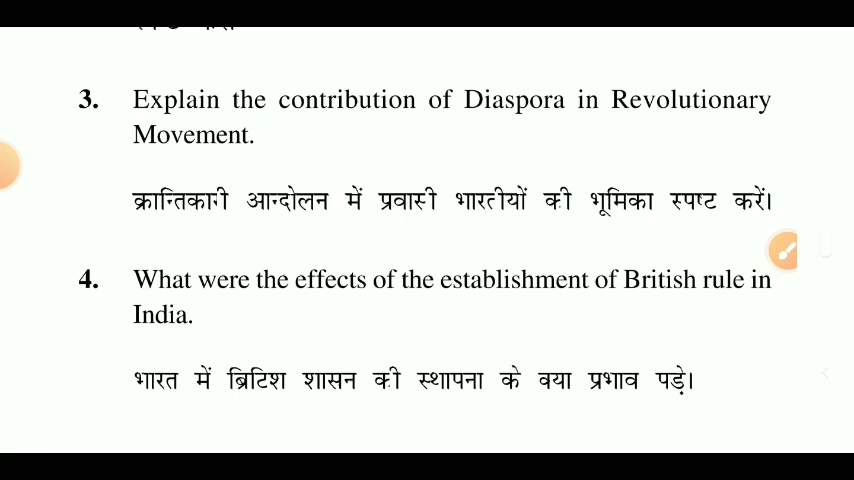 3. Explain the contribution of Diaspora in Revolutionary
Movement.
क्रान्तिकारी आन्दोलन में प्रवासी भारतीयों की भूमिका स्पष्ट करें।
4. What were the effects of the establishment of British rule in
India.
भारत में ब्रिटिश शासन की स्थापना के क्या प्रभाव पड़े।